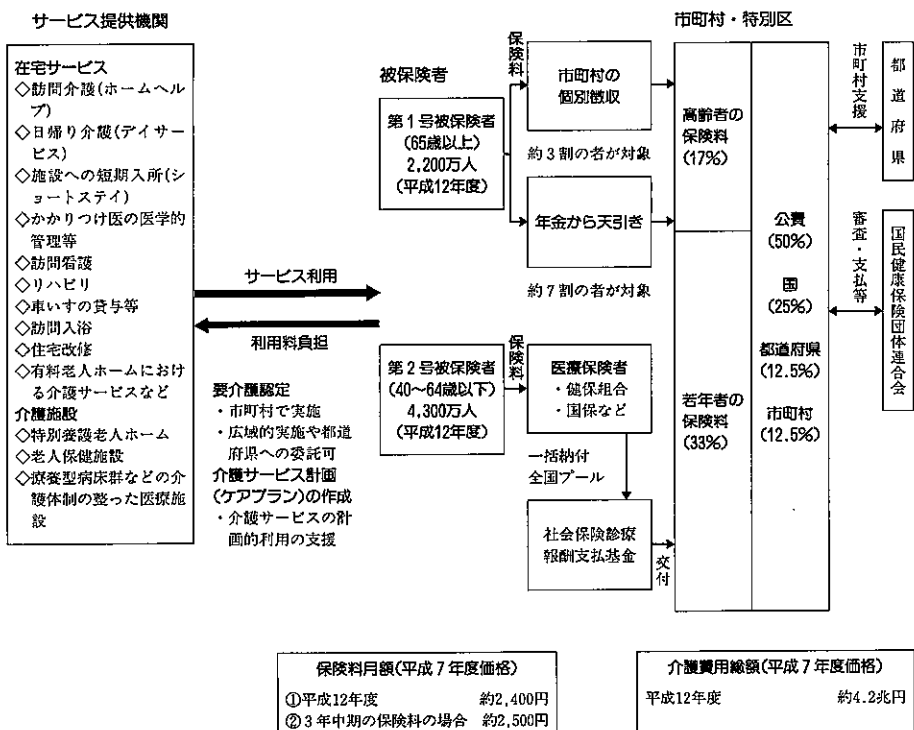 サービス提供機関
在宅サービス
◇訪問介護(ホームヘル
プ)
◇日帰り介護(デイサー
ビス)
◇施設への短期入所(シ
ョートステイ)
◇かかりつけ医の医学的
管理等
◇訪問看護
◇リハビリ
◇車いすの貸与等
◇訪問入浴
◇住宅改修
◇有料老人ホームにおけ
る介護サービスなど
介護施設
◇特別養護老人ホーム
◇老人保健施設
◇療養型病床群などの介
護体制の整った医療施
設
サービス利用
利用料負担
要介護認定
・市町村で実施
・広域的実施や都道
府県への委託可
介護サービス計画
(ケアプラン)の作成
・介護サービスの計
画的利用の支援
被保険者
第1号被保険者
(65歳以上)
2,200万人
(平成12年度)
保険料
市町村の
個別徴収
約3割の者が対象
年金から天引き
約7割の者が対象
第2号被保険者
(40〜64歳以下)
4,300万人
(平成12年度)
保険料
医療保険者
・健保組合
・国保など
一括納付
全国プール
社会保険診療
報酬支払基金
交付
市町村・特別区
高齢者の
保険料
(17%)
若年者の
保険料
(33%)
公費
(50%)
国
(25%)
都道府県
(12.5%)
市町村
(12.5%)
市町村支援
都道府県
審査・支払等
国民健康保険団体連合会
保険料月額(平成7年度価格)
①平成12年度 約2,400円
②3年中期の保険料の場合 約2,500円
介護費用総額(平成7年度価格)
平成12年度 約4.2兆円